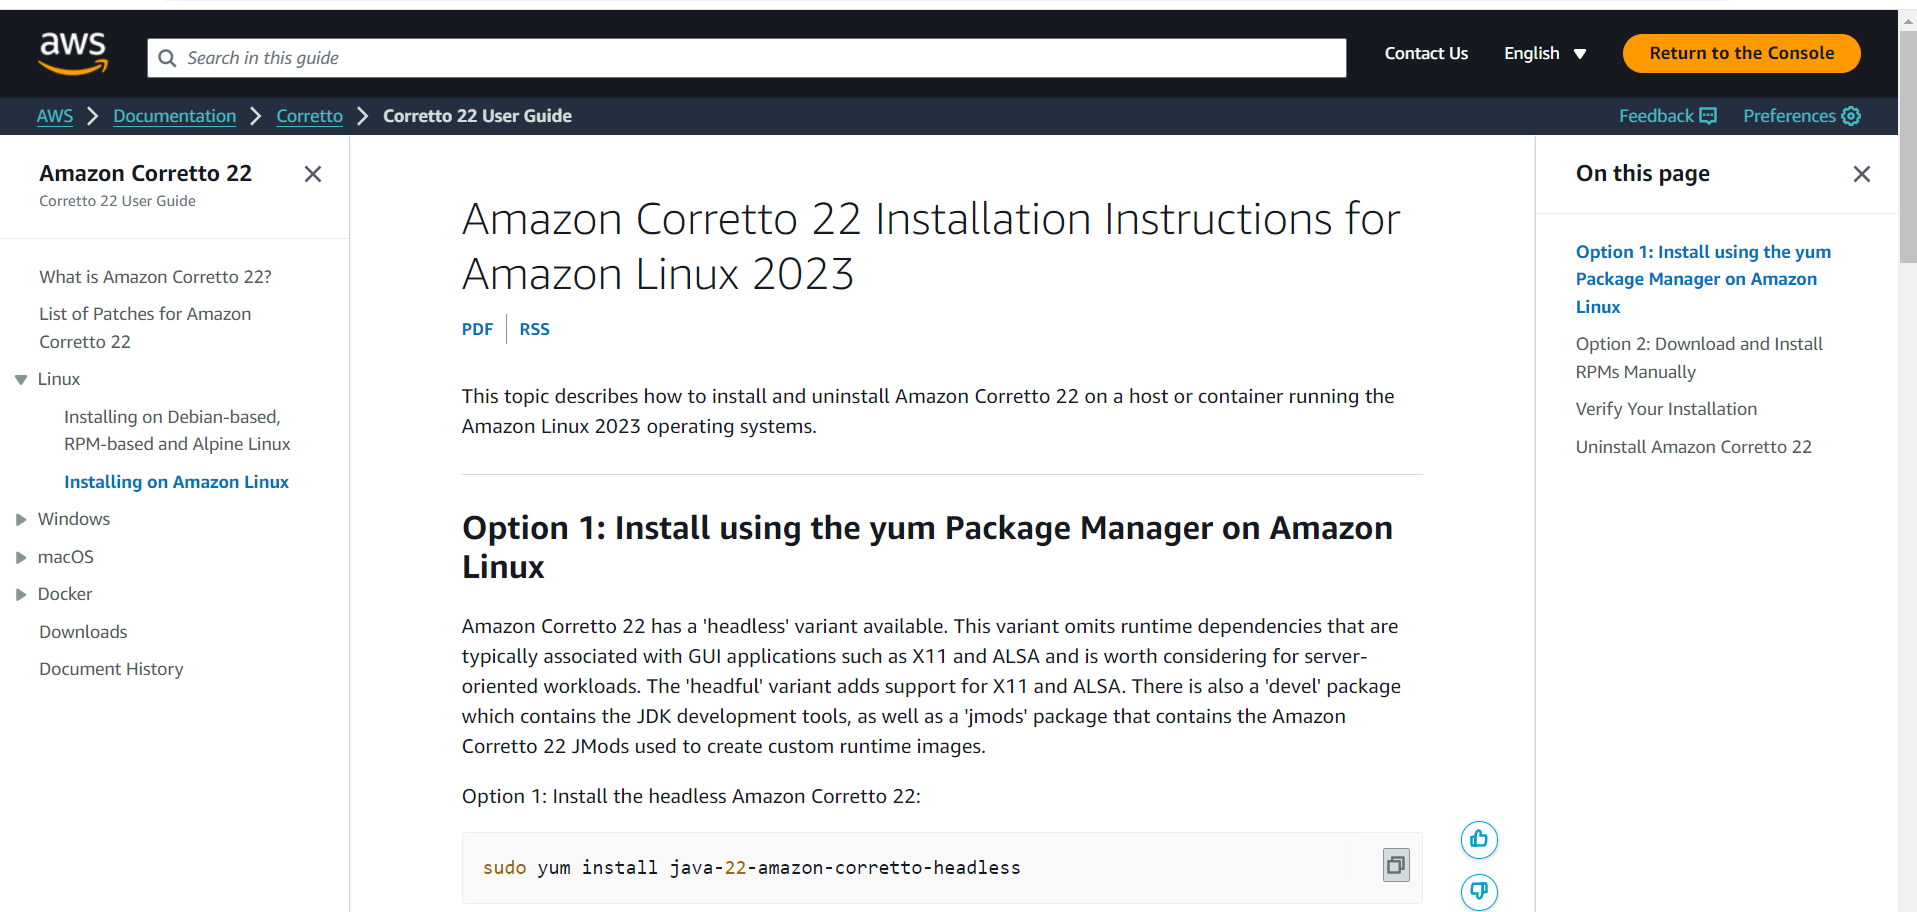 aws
Search in this guide
Contact Us
English
Return to the Console
AWS
Documentation
Corretto
Corretto 22 User Guide
Feedback
Preferences
Amazon Corretto 22
Corretto 22 User Guide
What is Amazon Corretto 22?
List of Patches for Amazon
Corretto 22
Linux
Installing on Debian-based,
RPM-based and Alpine Linux
Installing on Amazon Linux
Windows
macOS
Docker
Downloads
Document History
Amazon Corretto 22 Installation Instructions for
Amazon Linux 2023
PDF
RSS
This topic describes how to install and uninstall Amazon Corretto 22 on a host or container running the
Amazon Linux 2023 operating systems.
Option 1: Install using the yum Package Manager on Amazon
Linux
Amazon Corretto 22 has a 'headless' variant available. This variant omits runtime dependencies that are
typically associated with GUI applications such as X11 and ALSA and is worth considering for server-
oriented workloads. The 'headful' variant adds support for X11 and ALSA. There is also a 'devel' package
which contains the JDK development tools, as well as a 'jmods' package that contains the Amazon
Corretto 22 JMods used to create custom runtime images.
Option 1: Install the headless Amazon Corretto 22:
sudo yum install java-22-amazon-corretto-headless
On this page
Option 1: Install using the yum
Package Manager on Amazon
Linux
Option 2: Download and Install
RPMs Manually
Verify Your Installation
Uninstall Amazon Corretto 22